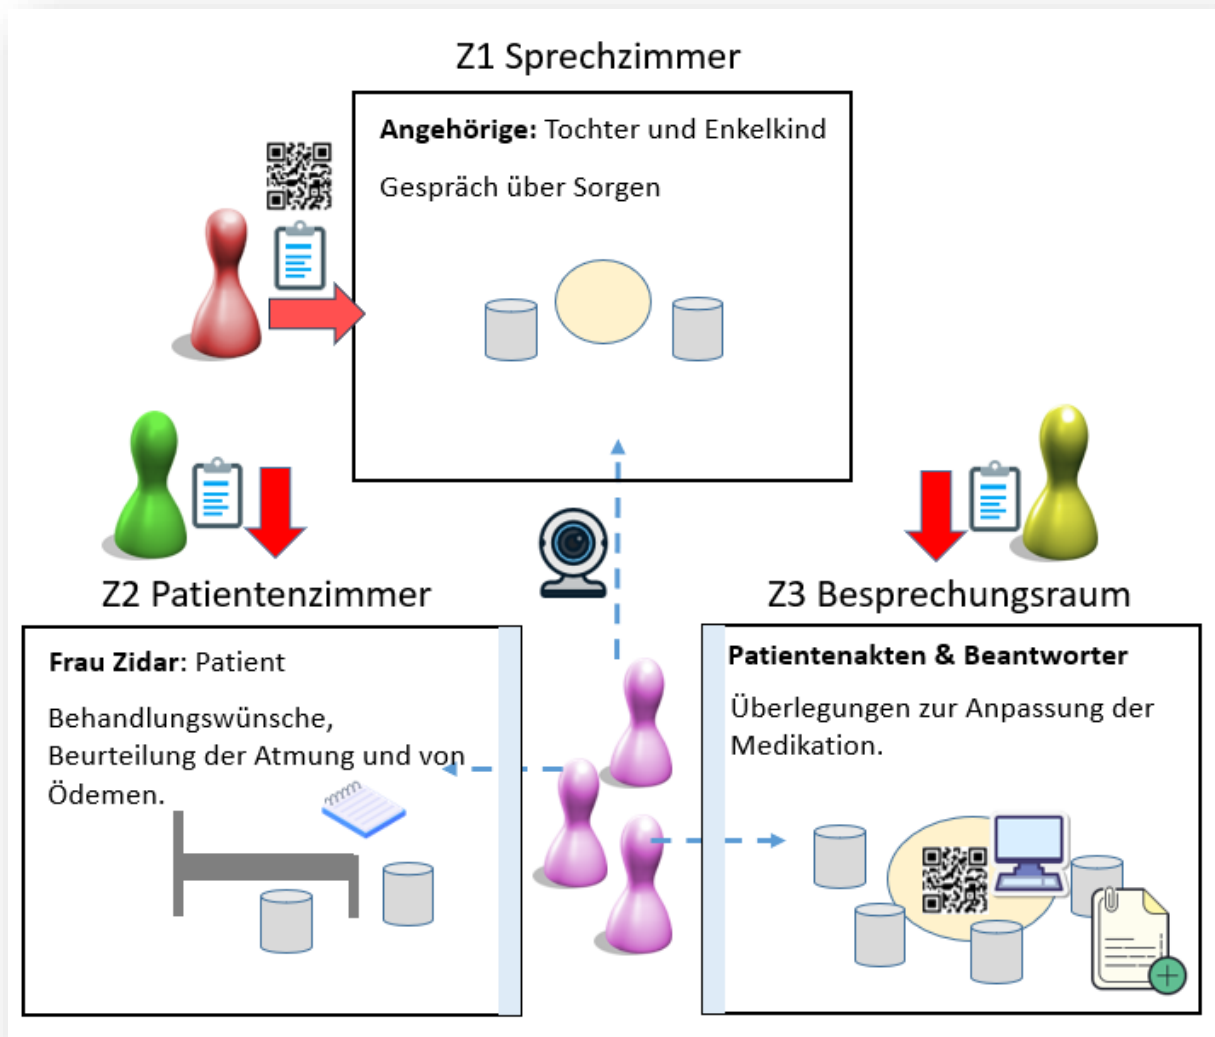 Z1 Sprechzimmer
Angehörige: Tochter und Enkelkind
Gespräch über Sorgen
Z2 Patientenzimmer
Frau Zidar: Patient
Behandlungswünsche,
Beurteilung der Atmung und von
Ödemen.
Z3 Besprechungsraum
Patientenakten & Beantworter
Überlegungen zur Anpassung der
Medikation.